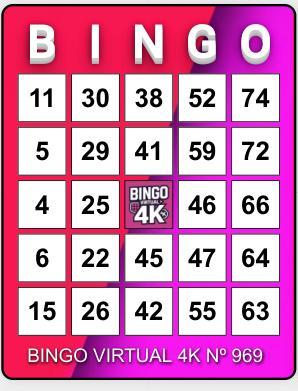 BINGO
11 30 38 52 74
5 29 41 59 72
BINGO
VIRTUAL
4K
4 25 46 66
6 22 45 47 64
15 26 42 55 63
BINGO VIRTUAL 4K Nº 969